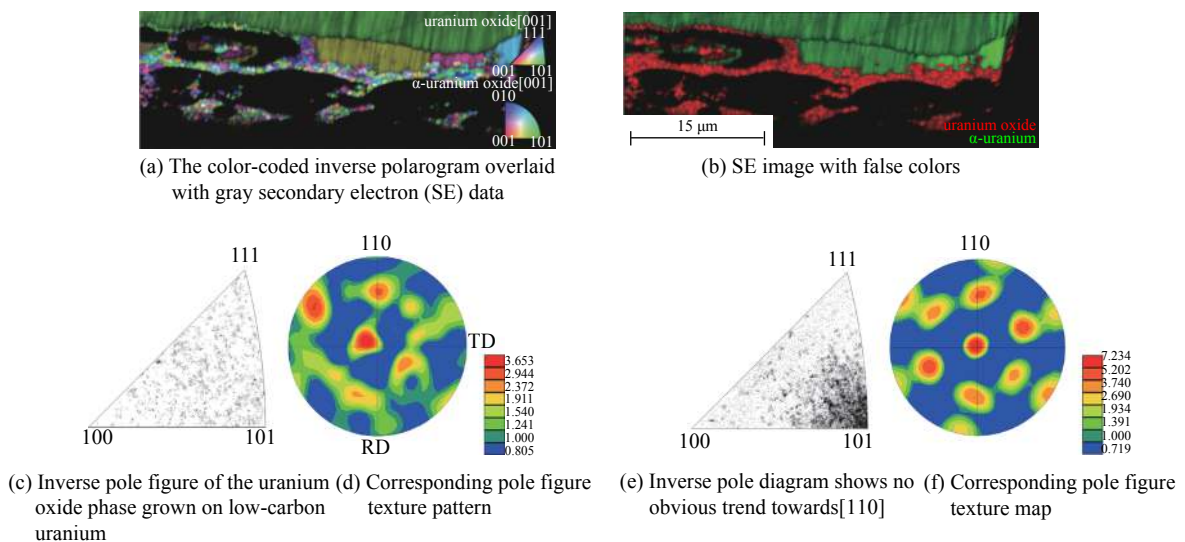 uranium oxide[001]
111
001 101
α-uranium oxide[001]
010
001 101
(a) The color-coded inverse polarogram overlaid
with gray secondary electron (SE) data
15 μm
uranium oxide
α-uranium
(b) SE image with false colors
111
100 101
110
TD
RD
3.653
2.944
2.372
1.911
1.540
1.241
1.000
0.805
(c) Inverse pole figure of the uranium
oxide phase grown on low-carbon
uranium
(d) Corresponding pole figure
texture pattern
111
100 101
110
7.234
5.202
3.740
2.690
1.934
1.391
1.000
0.719
(e) Inverse pole diagram shows no
obvious trend towards[110]
(f) Corresponding pole figure
texture map